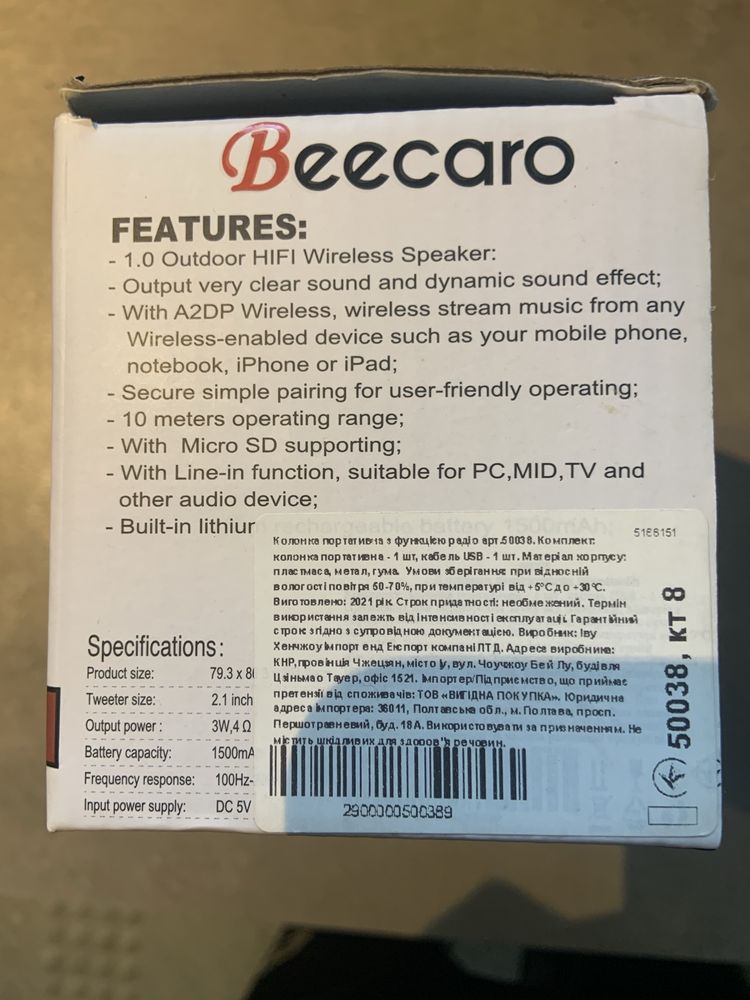 Beecaro
FEATURES:
- 1.0 Outdoor HIFI Wireless Speaker:
- Output very clear sound and dynamic sound effect;
- With A2DP Wireless, wireless stream music from any
Wireless-enabled device such as your mobile phone,
notebook, iPhone or iPad;
- Secure simple pairing for user-friendly operating;
- 10 meters operating range;
- With Micro SD supporting;
- With Line-in function, suitable for PC,MID,TV and
other audio device;
- Built-in lithium rechargeable battery 1500mAh;
Specifications:
Product size: 79.3 x 8
Tweeter size: 2.1 inch
Output power : 3W,4 Ω
Battery capacity: 1500mA
Frequency response: 100Hz-
Input power supply: DC 5V
5166151
Колонка портативна з функцією радіо арт.50038. Комплект:
колонка портативна - 1 шт, кабель USB - 1 шт. Матеріал корпусу:
пластмаса, метал, гума. Умови зберігання: при відносній
вологості повітря 50-70%, при температурі від +5°С до +30°С.
Виготовлено: 2021 рік. Строк придатності: необмежений. Термін
використання залежть від інтенсивності експлуатації. Гарантійний
строк: згідно з супровідною документацією. Виробник: Іву
Хенчжоу Імпорт енд Експорт компані ЛТД. Адреса виробника:
КНР, провінція Чжецзян, місто Іу, вул. Чоучжоу Бей Лу, будівля
Цзіньмао Тауер, офіс 1521. Імпортер/Підприємство, що приймає
претензії від споживачів: ТОВ «ВИГІДНА ПОКУПКА». Юридична
адреса імпортера: 36011, Полтавська обл., м. Полтава, просп.
Першотравневий, буд. 18А. Використовувати за призначенням. Не
містить шкідливих для здоров'я речовин.
2900000500389
50038, кт 8